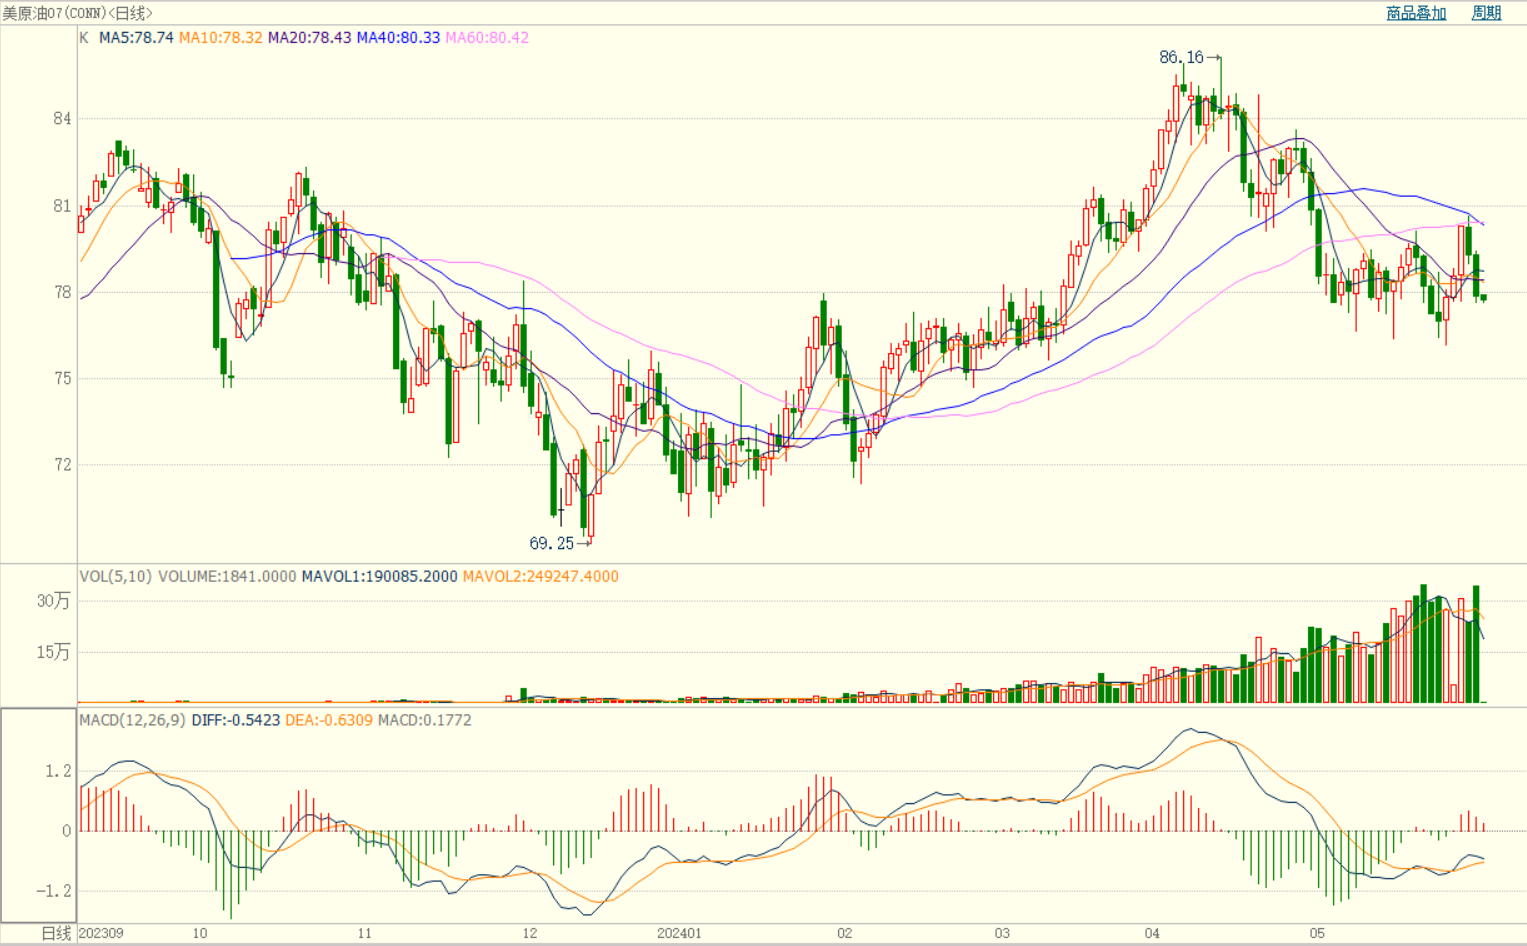 美原油07(CONN)<日线> 商品叠加 周期
K MA5:78.74 MA10:78.32 MA20:78.43 MA40:80.33 MA60:80.42
86.16
84
81
78
75
72
69.25
VOL(5,10) VOLUME:1841.0000 MAVOL1:190085.2000 MAVOL2:249247.4000
30万
15万
MACD(12,26,9) DIFF:-0.5423 DEA:-0.6309 MACD:0.1772
1.2
0
-1.2
日线 202309 10 11 12 202401 02 03 04 05